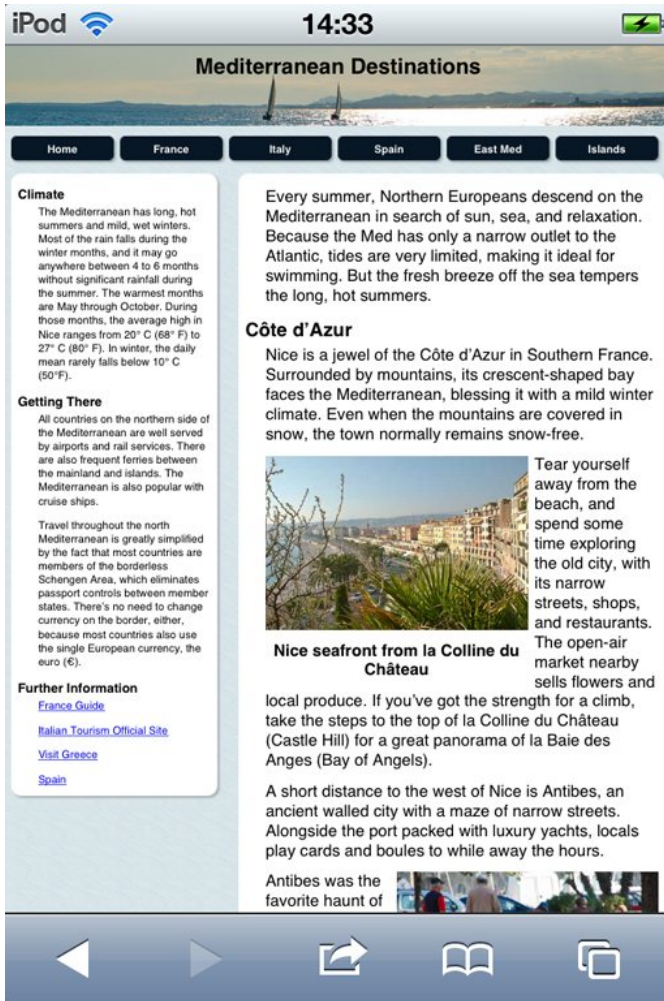 iPod
14:33
Mediterranean Destinations
Home
France
Italy
Spain
East Med
Islands
Climate
The Mediterranean has long, hot
summers and mild, wet winters.
Most of the rain falls during the
winter months, and it may go
anywhere between 4 to 6 months
without significant rainfall during
the summer. The warmest months
are May through October. During
those months, the average high in
Nice ranges from 20° C (68° F) to
27° C (80° F). In winter, the daily
mean rarely falls below 10° C
(50°F).
Getting There
All countries on the northern side of
the Mediterranean are well served
by airports and rail services. There
are also frequent ferries between
the mainland and islands. The
Mediterranean is also popular with
cruise ships.
Travel throughout the north
Mediterranean is greatly simplified
by the fact that most countries are
members of the borderless
Schengen Area, which eliminates
passport controls between member
states. There's no need to change
currency on the border, either,
because most countries also use
the single European currency, the
euro (€).
Further Information
France Guide
Italian Tourism Official Site
Visit Greece
Spain
Every summer, Northern Europeans descend on the
Mediterranean in search of sun, sea, and relaxation.
Because the Med has only a narrow outlet to the
Atlantic, tides are very limited, making it ideal for
swimming. But the fresh breeze off the sea tempers
the long, hot summers.
Côte d'Azur
Nice is a jewel of the Côte d'Azur in Southern France.
Surrounded by mountains, its crescent-shaped bay
faces the Mediterranean, blessing it with a mild winter
climate. Even when the mountains are covered in
snow, the town normally remains snow-free.
Nice seafront from la Colline du
Château
Tear yourself
away from the
beach, and
spend some
time exploring
the old city, with
its narrow
streets, shops,
and restaurants.
The open-air
market nearby
sells flowers and
local produce. If you've got the strength for a climb,
take the steps to the top of la Colline du Château
(Castle Hill) for a great panorama of la Baie des
Anges (Bay of Angels).
A short distance to the west of Nice is Antibes, an
ancient walled city with a maze of narrow streets.
Alongside the port packed with luxury yachts, locals
play cards and boules to while away the hours.
Antibes was the
favorite haunt of